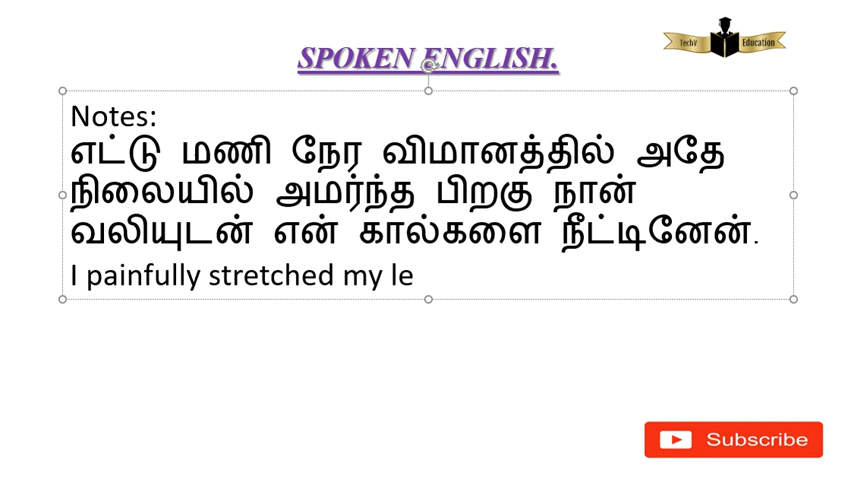 SPOKEN ENGLISH.
TechV Education
Notes:
எட்டு மணி நேர விமானத்தில் அதே
நிலையில் அமர்ந்த பிறகு நான்
வலியுடன் என் கால்களை நீட்டினேன்.
I painfully stretched my le
Subscribe